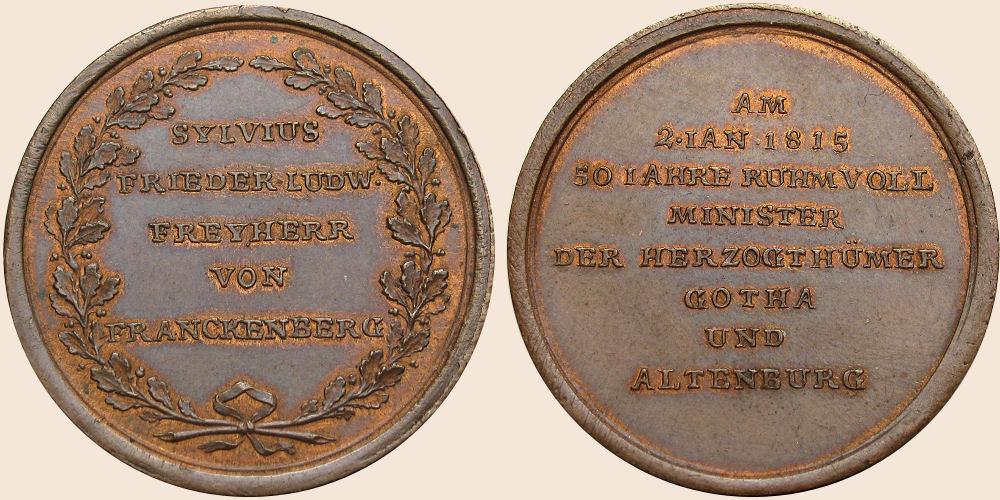 SYLVIUS
FRIEDER·LUDW·
FREYHERR
VON
FRANCKENBERG
AM
2·IAN·1815
50 IAHRE RUHMVOLL
MINISTER
DER HERZOGTHÜMER
GOTHA
UND
ALTENBURG